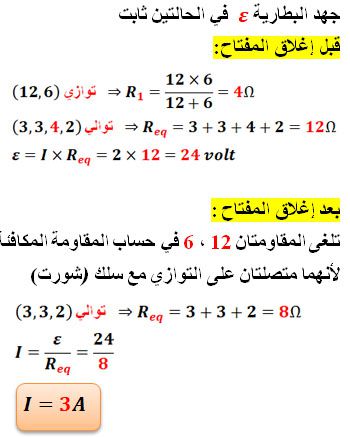 جهد البطارية ε في الحالتين ثابت
قبل إغلاق المفتاح:
(12,6) توازي ⇒ R₁ = (12 × 6)/(12 + 6) = 4Ω
(3,3,4,2) توالي ⇒ R_eq = 3 + 3 + 4 + 2 = 12Ω
ε = I × R_eq = 2 × 12 = 24 volt
بعد إغلاق المفتاح :
تلغى المقاومتان 12 ، 6 في حساب المقاومة المكافئة
لأنهما متصلتان على التوازي مع سلك (شورت)
(3,3,2) توالي ⇒ R_eq = 3 + 3 + 2 = 8Ω
I = ε/R_eq = 24/8
I = 3A